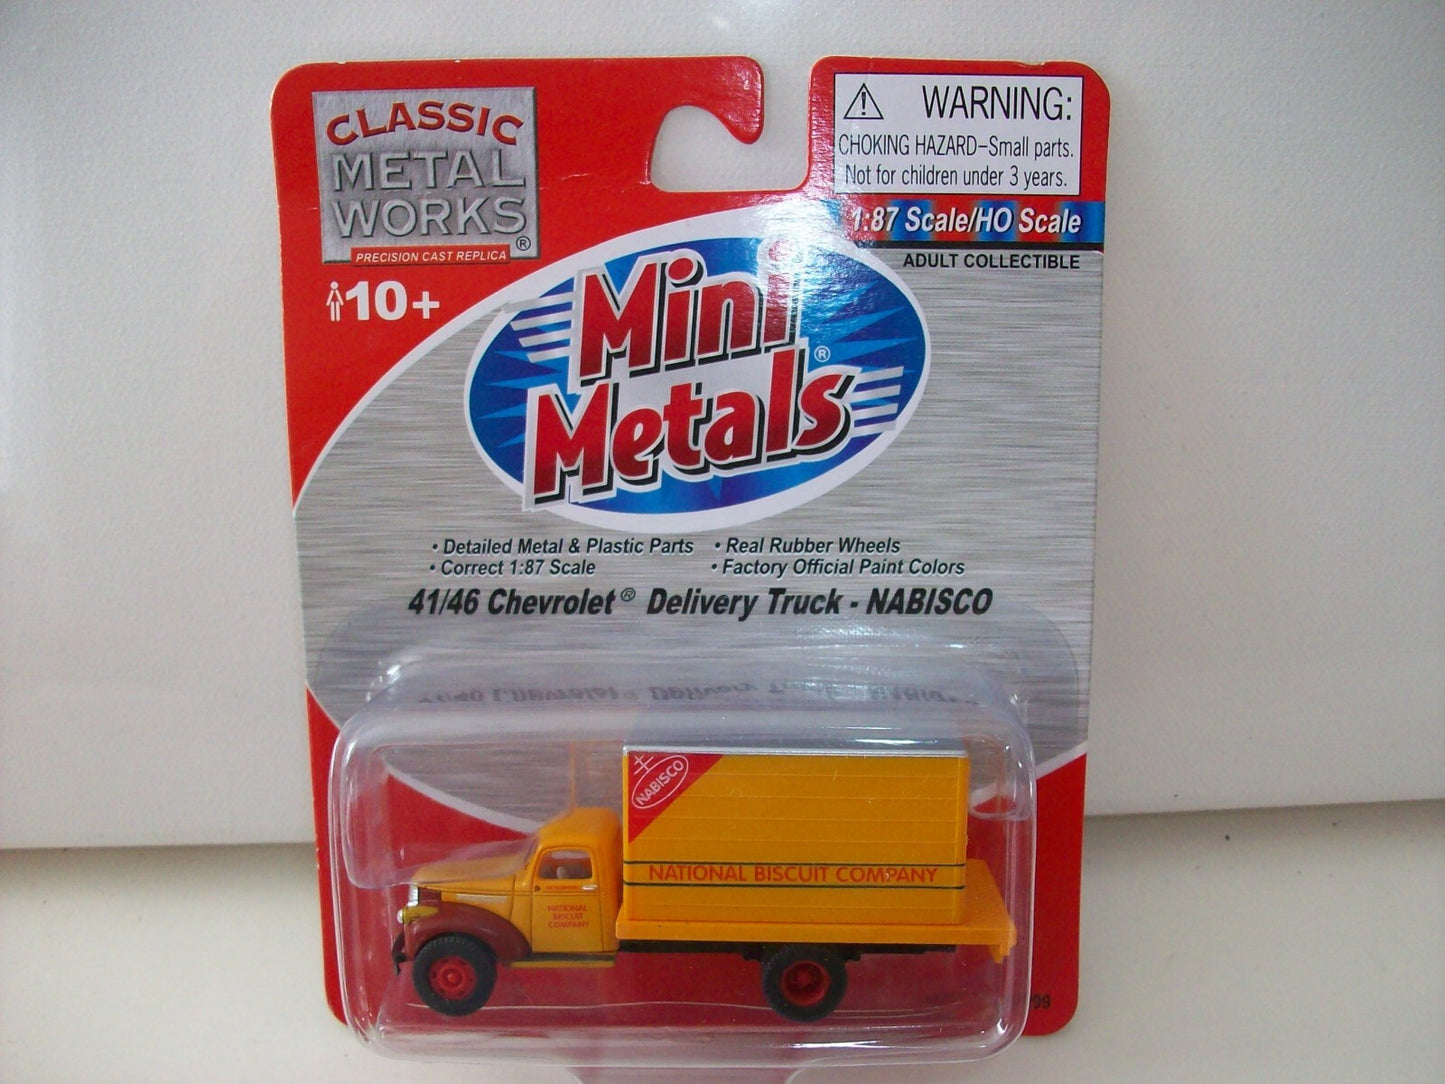 CLASSIC
METAL
WORKS®
PRECISION CAST REPLICA
10+
WARNING:
CHOKING HAZARD-Small parts.
Not for children under 3 years.
1:87 Scale/HO Scale
ADULT COLLECTIBLE
Mini
Metals®
• Detailed Metal & Plastic Parts
• Real Rubber Wheels
• Correct 1:87 Scale
• Factory Official Paint Colors
41/46 Chevrolet® Delivery Truck - NABISCO
NABISCO
NATIONAL BISCUIT COMPANY
NATIONAL
BISCUIT
COMPANY